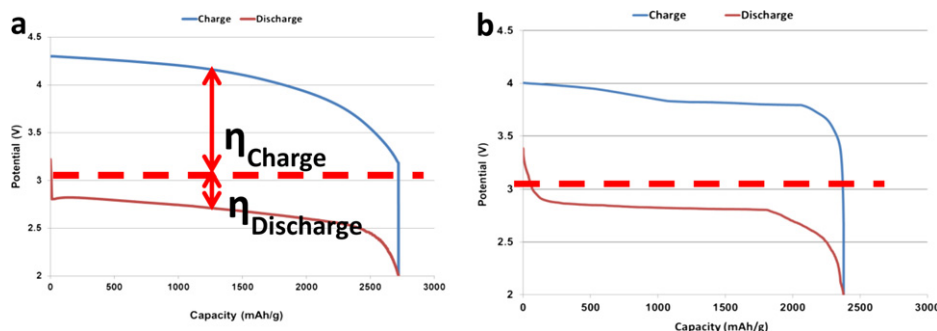 a
Charge Discharge
4.5
4
3.5
3
2.5
2
Potential (V)
ηCharge
ηDischarge
0 500 1000 1500 2000 2500 3000
Capacity (mAh/g)
b
Charge Discharge
4.5
4
3.5
3
2.5
2
Potential (V)
0 500 1000 1500 2000 2500 3000
Capacity (mAh/g)